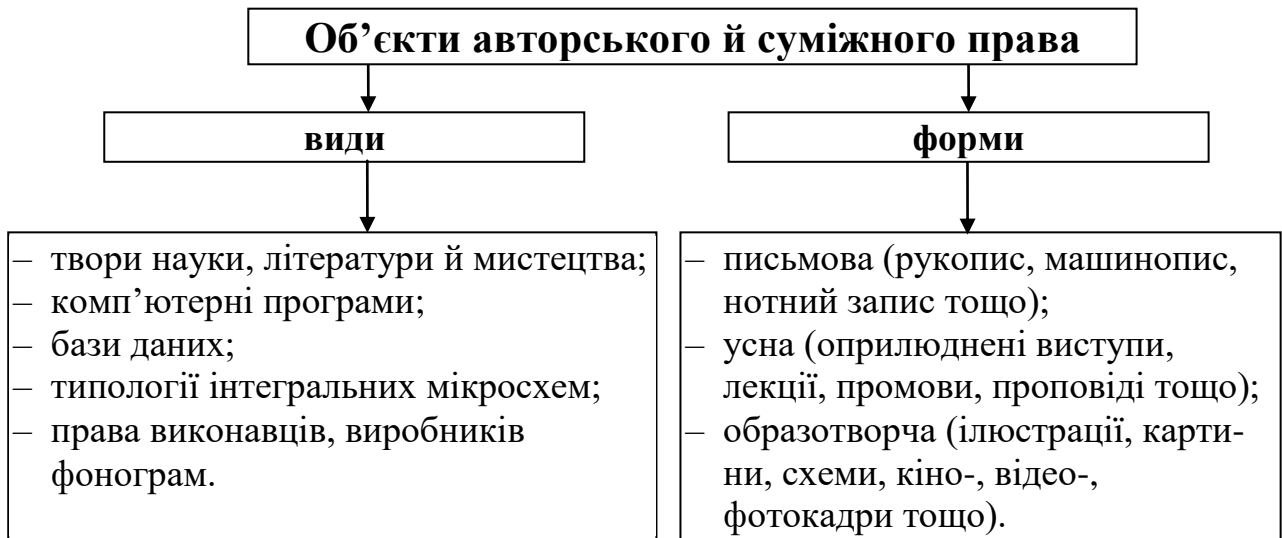 Об’єкти авторського й суміжного права
види
форми
– твори науки, літератури й мистецтва;
– комп’ютерні програми;
– бази даних;
– типології інтегральних мікросхем;
– права виконавців, виробників
фонограм.
– письмова (рукопис, машинопис,
нотний запис тощо);
– усна (оприлюднені виступи,
лекції, промови, проповіді тощо);
– образотворча (ілюстрації, карти-
ни, схеми, кіно-, відео-,
фотокадри тощо).